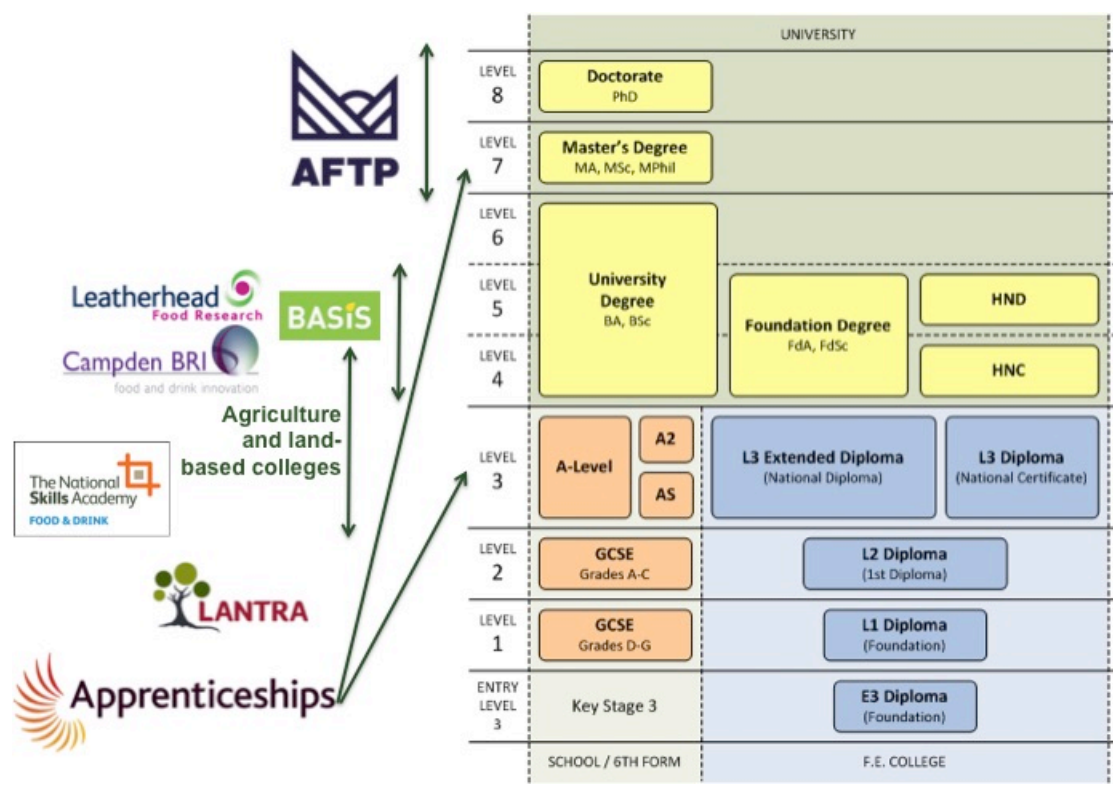 UNIVERSITY
LEVEL
8
Doctorate
PhD
AFTP
LEVEL
7
Master's Degree
MA, MSc, MPhil
LEVEL
6
Leatherhead
Food Research
BASiS
Campden BRI
food and drink innovation
LEVEL
5
University
Degree
BA, BSc
Foundation Degree
FdA, FdSc
HND
LEVEL
4
HNC
Agriculture
and land-
based colleges
The National
Skills Academy
FOOD & DRINK
LEVEL
3
A-Level
A2
AS
L3 Extended Diploma
(National Diploma)
L3 Diploma
(National Certificate)
LEVEL
2
GCSE
Grades A-C
L2 Diploma
(1st Diploma)
LANTRA
LEVEL
1
GCSE
Grades D-G
L1 Diploma
(Foundation)
Apprenticeships
ENTRY
LEVEL
3
Key Stage 3
E3 Diploma
(Foundation)
SCHOOL / 6TH FORM
F.E. COLLEGE